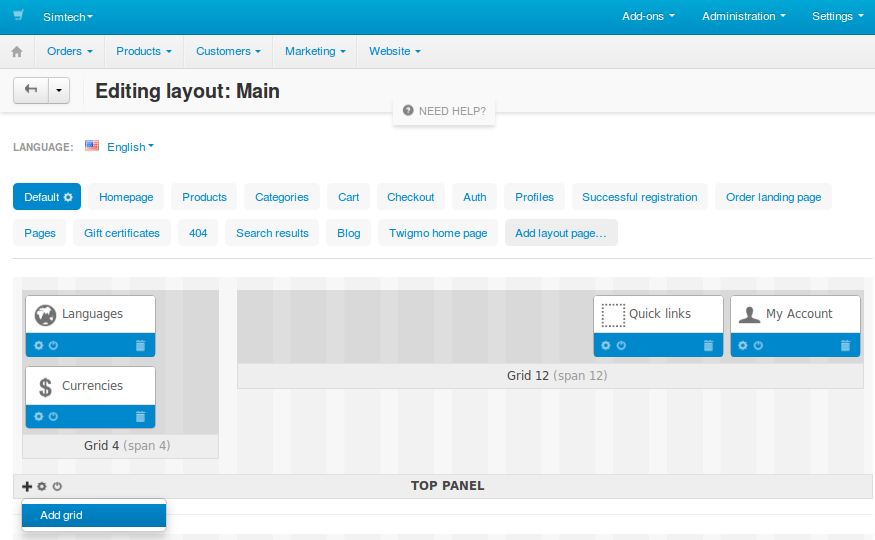 Simtech Add-ons Administration Settings
Orders Products Customers Marketing Website
Editing layout: Main
NEED HELP?
LANGUAGE: English
Default Homepage Products Categories Cart Checkout Auth Profiles Successful registration Order landing page
Pages Gift certificates 404 Search results Blog Twigmo home page Add layout page...
Languages Quick links My Account
Currencies
Grid 12 (span 12)
Grid 4 (span 4)
TOP PANEL
Add grid